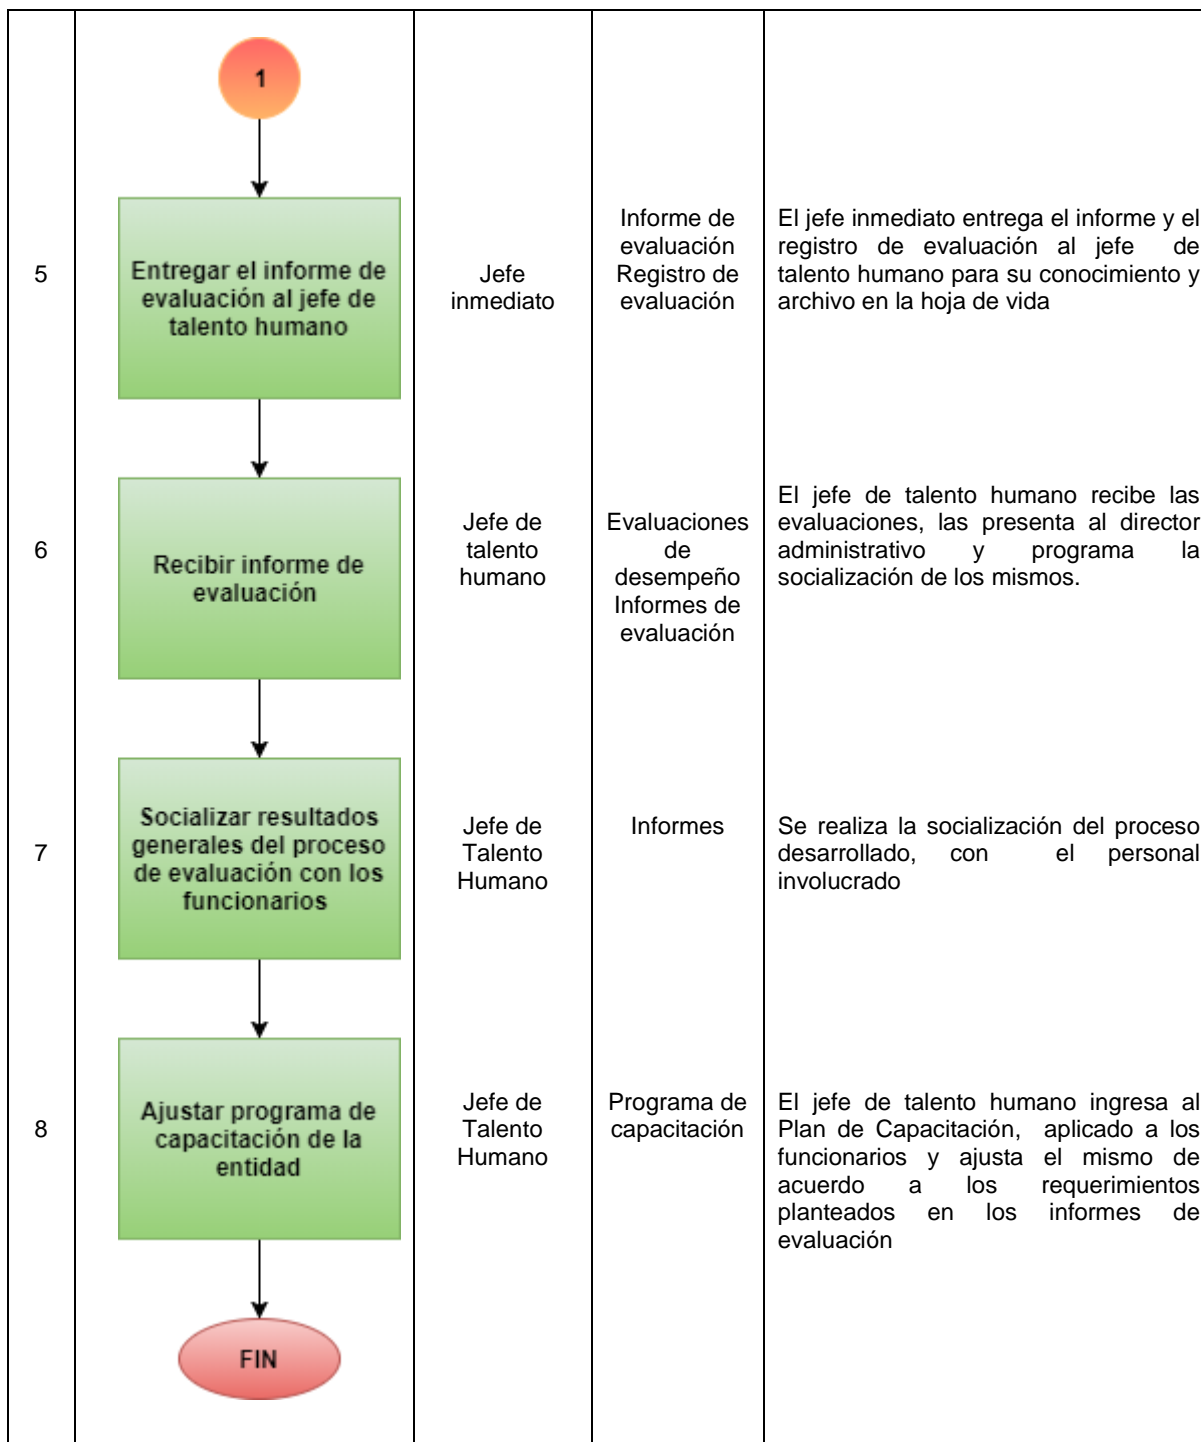 1
5
Entregar el informe de
evaluación al jefe de
talento humano
Jefe
inmediato
Informe de
evaluación
Registro de
evaluación
El jefe inmediato entrega el informe y el
registro de evaluación al jefe de
talento humano para su conocimiento y
archivo en la hoja de vida
6
Recibir informe de
evaluación
Jefe de
talento
humano
Evaluaciones
de
desempeño
Informes de
evaluación
El jefe de talento humano recibe las
evaluaciones, las presenta al director
administrativo y programa la
socialización de los mismos.
7
Socializar resultados
generales del proceso
de evaluación con los
funcionarios
Jefe de
Talento
Humano
Informes
Se realiza la socialización del proceso
desarrollado, con el personal
involucrado
8
Ajustar programa de
capacitación de la
entidad
Jefe de
Talento
Humano
Programa de
capacitación
El jefe de talento humano ingresa al
Plan de Capacitación, aplicado a los
funcionarios y ajusta el mismo de
acuerdo a los requerimientos
planteados en los informes de
evaluación
FIN